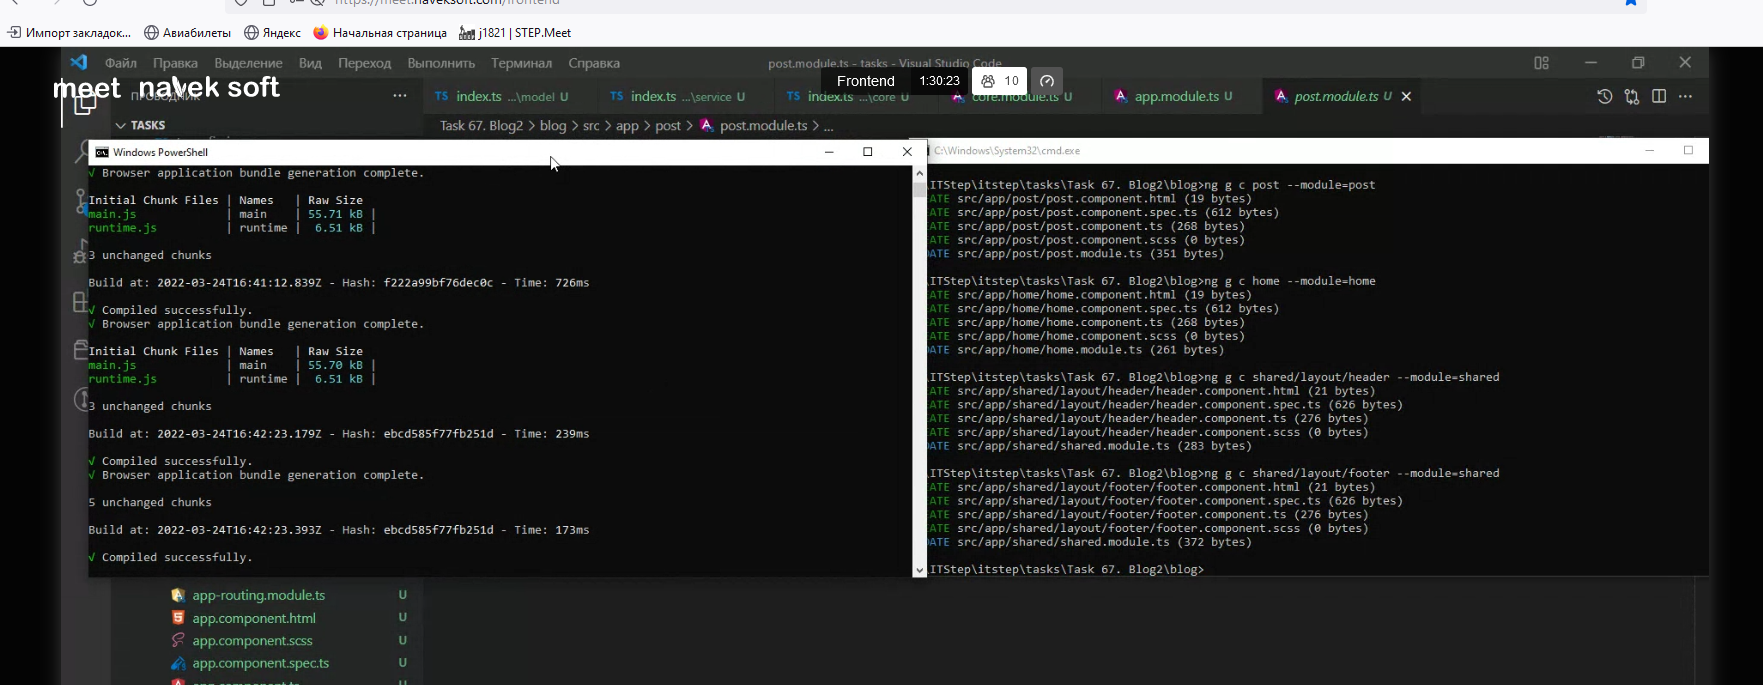 https://meet.naveksoft.com/frontend
Импорт закладок... Авиабилеты Яндекс Начальная страница j1821 | STEP.Meet
Файл Правка Выделение Вид Переход Выполнить Терминал Справка post.module.ts - tasks - Visual Studio Code
meet navek soft
ПРОВОДНИК
Frontend 1:30:23 10
index.ts ...\model U index.ts ...\service U index.ts ...\core U core.module.ts U app.module.ts U post.module.ts U
TASKS
Task 67. Blog2 > blog > src > app > post > post.module.ts > ...
Windows PowerShell
√ Browser application bundle generation complete.
Initial Chunk Files | Names | Raw Size
main.js | main | 55.71 kB |
runtime.js | runtime | 6.51 kB |
3 unchanged chunks
Build at: 2022-03-24T16:41:12.839Z - Hash: f222a99bf76dec0c - Time: 726ms
√ Compiled successfully.
√ Browser application bundle generation complete.
Initial Chunk Files | Names | Raw Size
main.js | main | 55.70 kB |
runtime.js | runtime | 6.51 kB |
3 unchanged chunks
Build at: 2022-03-24T16:42:23.179Z - Hash: ebcd585f77fb251d - Time: 239ms
√ Compiled successfully.
√ Browser application bundle generation complete.
5 unchanged chunks
Build at: 2022-03-24T16:42:23.393Z - Hash: ebcd585f77fb251d - Time: 173ms
√ Compiled successfully.
C:\Windows\System32\cmd.exe
\ITStep\itstep\tasks\Task 67. Blog2\blog>ng g c post --module=post
ATE src/app/post/post.component.html (19 bytes)
ATE src/app/post/post.component.spec.ts (612 bytes)
ATE src/app/post/post.component.ts (268 bytes)
ATE src/app/post/post.component.scss (0 bytes)
DATE src/app/post/post.module.ts (351 bytes)
\ITStep\itstep\tasks\Task 67. Blog2\blog>ng g c home --module=home
ATE src/app/home/home.component.html (19 bytes)
ATE src/app/home/home.component.spec.ts (612 bytes)
ATE src/app/home/home.component.ts (268 bytes)
ATE src/app/home/home.component.scss (0 bytes)
DATE src/app/home/home.module.ts (261 bytes)
\ITStep\itstep\tasks\Task 67. Blog2\blog>ng g c shared/layout/header --module=shared
ATE src/app/shared/layout/header/header.component.html (21 bytes)
ATE src/app/shared/layout/header/header.component.spec.ts (626 bytes)
ATE src/app/shared/layout/header/header.component.ts (276 bytes)
ATE src/app/shared/layout/header/header.component.scss (0 bytes)
DATE src/app/shared/shared.module.ts (283 bytes)
\ITStep\itstep\tasks\Task 67. Blog2\blog>ng g c shared/layout/footer --module=shared
ATE src/app/shared/layout/footer/footer.component.html (21 bytes)
ATE src/app/shared/layout/footer/footer.component.spec.ts (626 bytes)
ATE src/app/shared/layout/footer/footer.component.ts (276 bytes)
ATE src/app/shared/layout/footer/footer.component.scss (0 bytes)
DATE src/app/shared/shared.module.ts (372 bytes)
\ITStep\itstep\tasks\Task 67. Blog2\blog>
app-routing.module.ts U
app.component.html U
app.component.scss U
app.component.spec.ts U